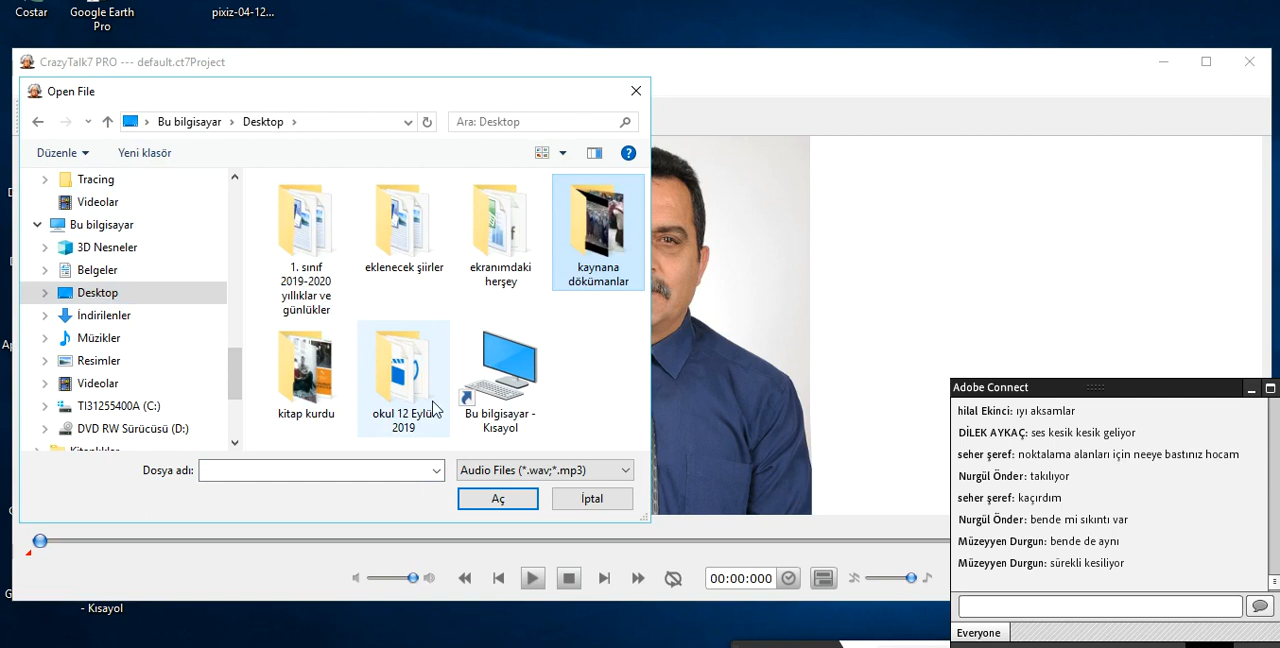 Costar
Google Earth
Pro
pixiz-04-12...
CrazyTalk7 PRO --- default.ct7Project
Open File
Bu bilgisayar > Desktop >
Ara: Desktop
Düzenle
Yeni klasör
?
Tracing
Videolar
Bu bilgisayar
3D Nesneler
Belgeler
Desktop
İndirilenler
Müzikler
Resimler
Videolar
TI31255400A (C:)
DVD RW Sürücüsü (D:)
1. sınıf
2019-2020
yıllıklar ve
günlükler
eklenecek şiirler
ekranımdaki
herşey
kaynana
dökümanlar
kitap kurdu
okul 12 Eylül
2019
Bu bilgisayar -
Kısayol
Dosya adı:
Audio Files (*.wav;*.mp3)
Aç
İptal
00:00:000
- Kısayol
Adobe Connect
hilal Ekinci: ıyı aksamlar
DİLEK AYKAÇ: ses kesik kesik geliyor
seher şeref: noktalama alanları için neeye bastınız hocam
Nurgül Önder: takılıyor
seher şeref: kaçırdım
Nurgül Önder: bende mi sıkıntı var
Müzeyyen Durgun: bende de aynı
Müzeyyen Durgun: sürekli kesiliyor
Everyone